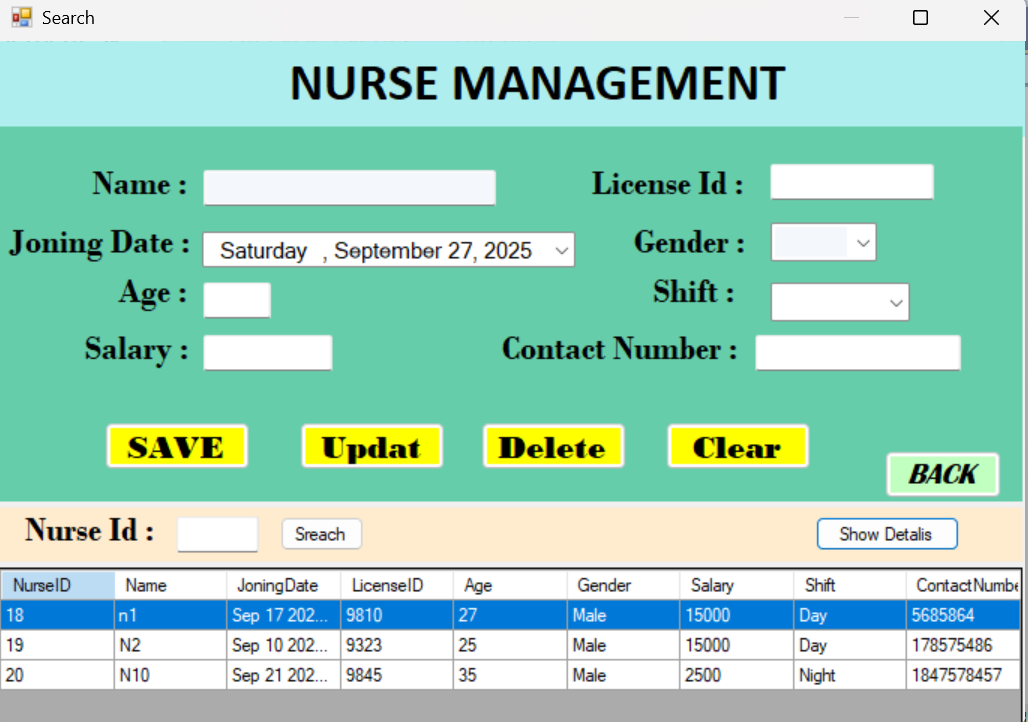 Search
NURSE MANAGEMENT
Name : License Id :
Joning Date : Saturday , September 27, 2025 Gender :
Age : Shift :
Salary : Contact Number :
SAVE Updat Delete Clear
BACK
Nurse Id : Sreach Show Detalis
NurseID Name JoningDate LicenseID Age Gender Salary Shift ContactNumbe
18 n1 Sep 17 202... 9810 27 Male 15000 Day 5685864
19 N2 Sep 10 202... 9323 25 Male 15000 Day 178575486
20 N10 Sep 21 202... 9845 35 Male 2500 Night 1847578457